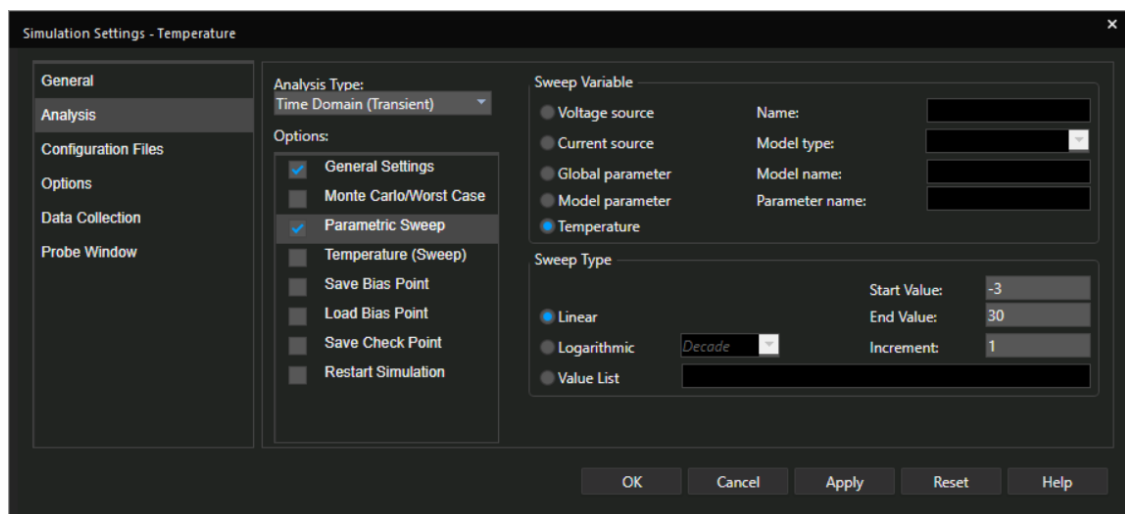 Simulation Settings - Temperature
×
General
Analysis
Configuration Files
Options
Data Collection
Probe Window
Analysis Type:
Time Domain (Transient)
Options:
General Settings
Monte Carlo/Worst Case
Parametric Sweep
Temperature (Sweep)
Save Bias Point
Load Bias Point
Save Check Point
Restart Simulation
Sweep Variable
Voltage source Name:
Current source Model type:
Global parameter Model name:
Model parameter Parameter name:
Temperature
Sweep Type
Start Value: -3
Linear End Value: 30
Logarithmic Decade Increment: 1
Value List
OK Cancel Apply Reset Help